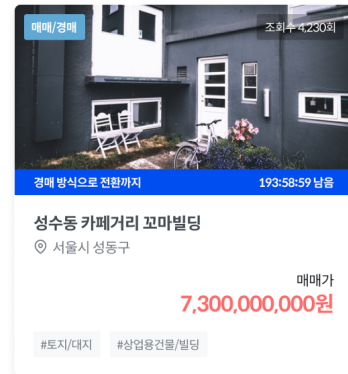 매매/경매
조회수 4,230회
경매 방식으로 전환까지
193:58:59 남음
성수동 카페거리 꼬마빌딩
서울시 성동구
매매가
7,300,000,000원
#토지/대지
#상업용건물/빌딩